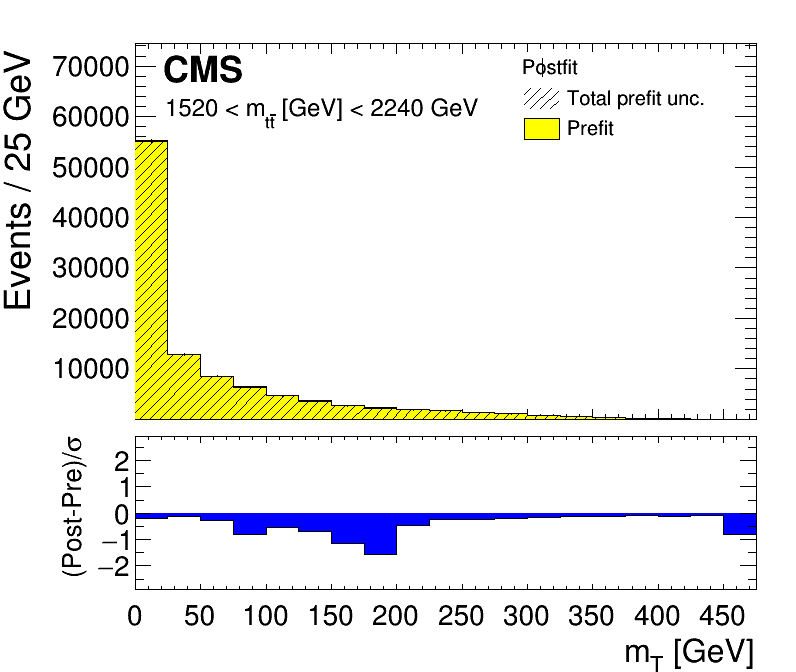 CMS
1520 < m_tt̄ [GeV] < 2240 GeV
Postfit
Total prefit unc.
Prefit
Events / 25 GeV
70000
60000
50000
40000
30000
20000
10000
(Post-Pre)/σ
2
1
0
−1
−2
0 50 100 150 200 250 300 350 400 450
m_T [GeV]